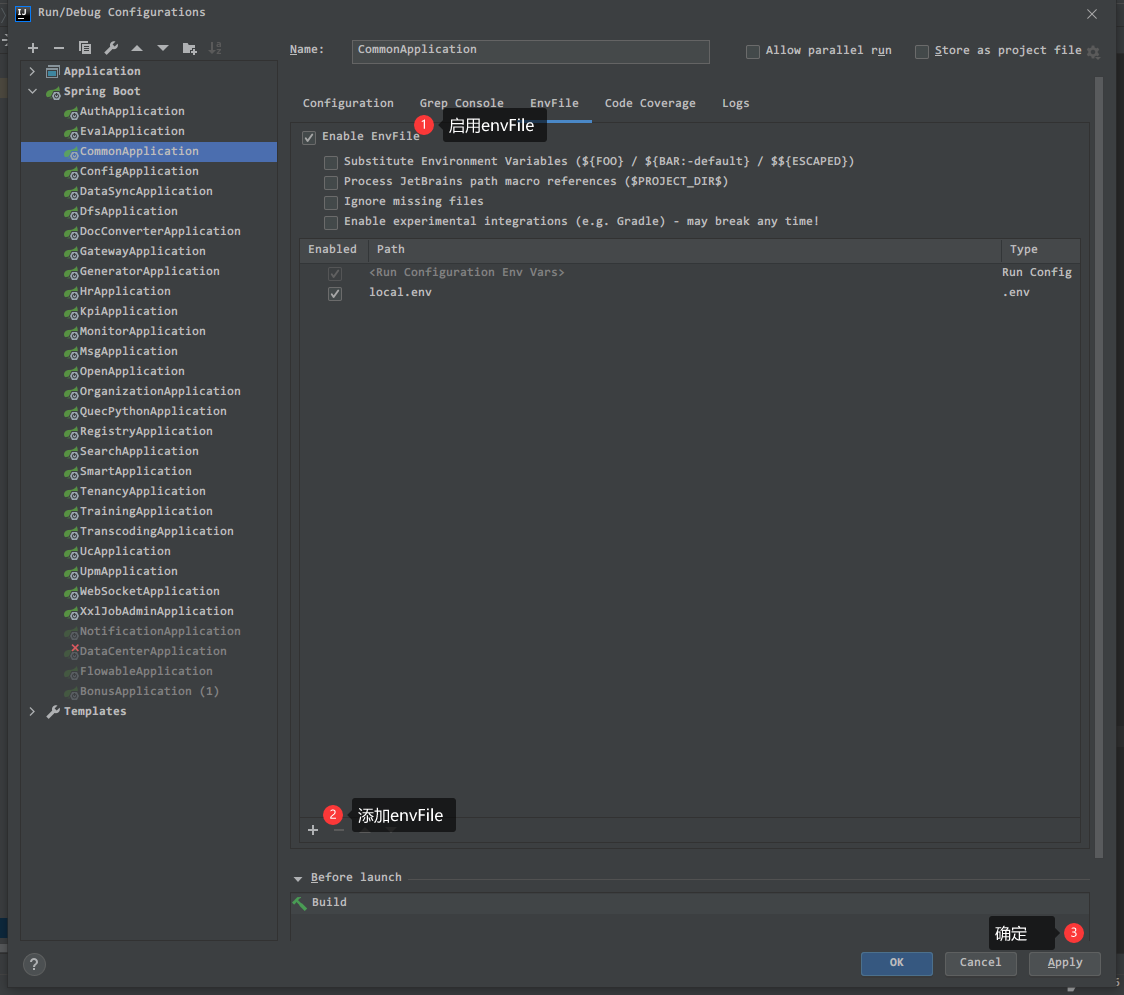 IJ
Run/Debug Configurations
Application
Spring Boot
AuthApplication
EvalApplication
CommonApplication
ConfigApplication
DataSyncApplication
DfsApplication
DocConverterApplication
GatewayApplication
GeneratorApplication
HrApplication
KpiApplication
MonitorApplication
MsgApplication
OpenApplication
OrganizationApplication
QuecPythonApplication
RegistryApplication
SearchApplication
SmartApplication
TenancyApplication
TrainingApplication
TranscodingApplication
UcApplication
UpmApplication
WebSocketApplication
XxlJobAdminApplication
NotificationApplication
DataCenterApplication
FlowableApplication
BonusApplication (1)
Templates
Name: CommonApplication Allow parallel run Store as project file
Configuration Grep Console EnvFile Code Coverage Logs
1 启用envFile
Enable EnvFile
Substitute Environment Variables (${FOO} / ${BAR:-default} / $${ESCAPED})
Process JetBrains path macro references ($PROJECT_DIR$)
Ignore missing files
Enable experimental integrations (e.g. Gradle) - may break any time!
Enabled Path Type
<Run Configuration Env Vars> Run Config
local.env .env
2 添加envFile
Before launch
Build
确定 3
? OK Cancel Apply